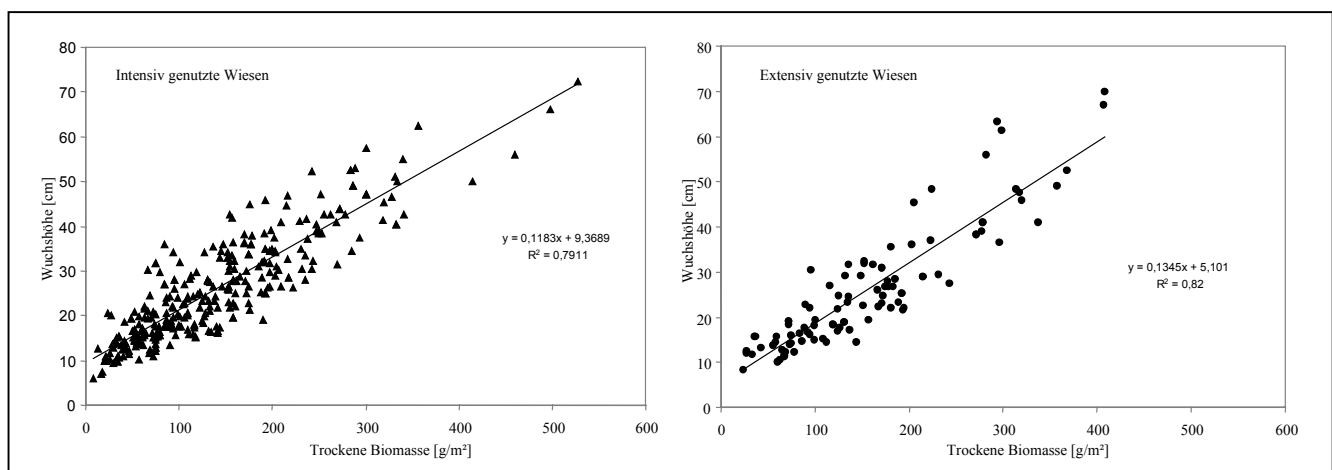 Intensiv genutzte Wiesen
Wuchshöhe [cm]
80
70
60
50
40
30
20
10
0
y = 0,1183x + 9,3689
R² = 0,7911
0 100 200 300 400 500 600
Trockene Biomasse [g/m²]
Extensiv genutzte Wiesen
Wuchshöhe [cm]
80
70
60
50
40
30
20
10
0
y = 0,1345x + 5,101
R² = 0,82
0 100 200 300 400 500 600
Trockene Biomasse [g/m²]